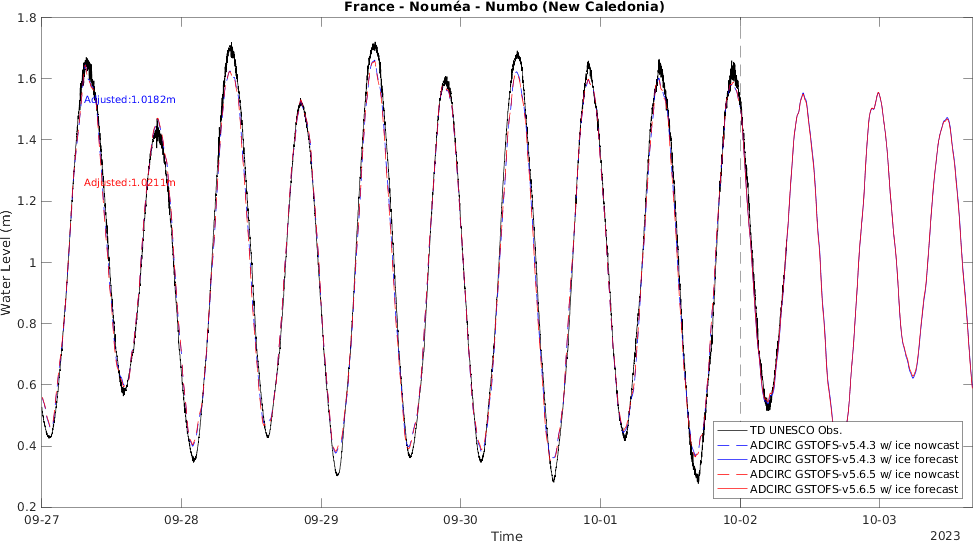 France - Nouméa - Numbo (New Caledonia)
1.8
1.6
1.4
1.2
1
0.8
0.6
0.4
0.2
Water Level (m)
Adjusted:1.0182m
Adjusted:1.0211m
TD UNESCO Obs.
ADCIRC GSTOFS-v5.4.3 w/ ice nowcast
ADCIRC GSTOFS-v5.4.3 w/ ice forecast
ADCIRC GSTOFS-v5.6.5 w/ ice nowcast
ADCIRC GSTOFS-v5.6.5 w/ ice forecast
09-27
09-28
09-29
09-30
10-01
10-02
10-03
Time
2023